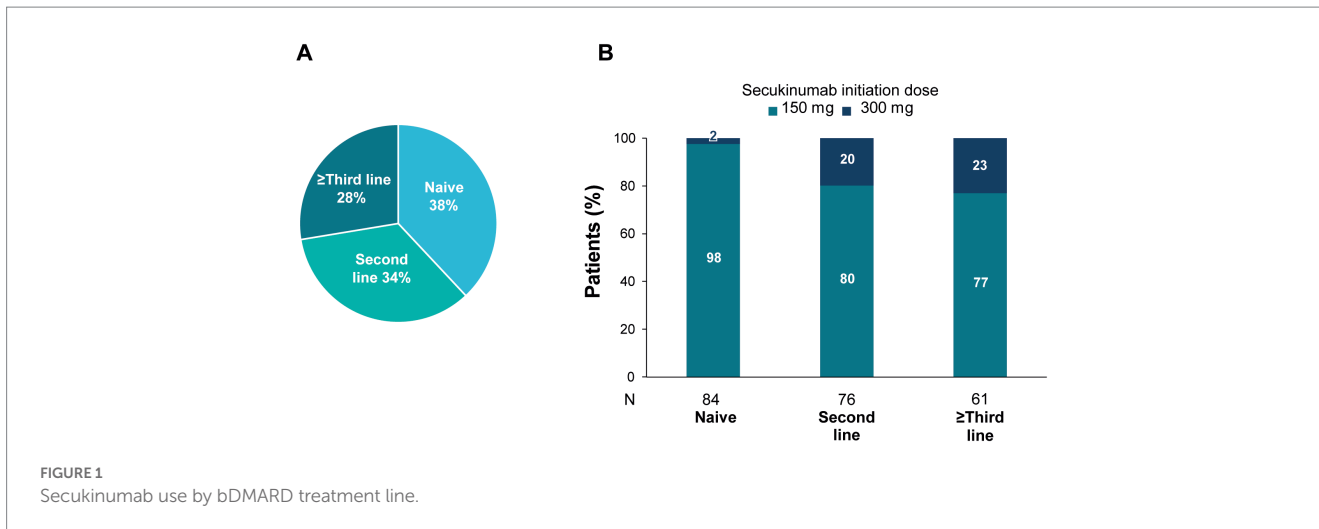 A
≥Third line
28%
Naive
38%
Second
line 34%
B
Secukinumab initiation dose
150 mg 300 mg
Patients (%)
100
80
60
40
20
0
2
98
20
80
23
77
N 84 76 61
Naive Second ≥Third
line line
FIGURE 1
Secukinumab use by bDMARD treatment line.